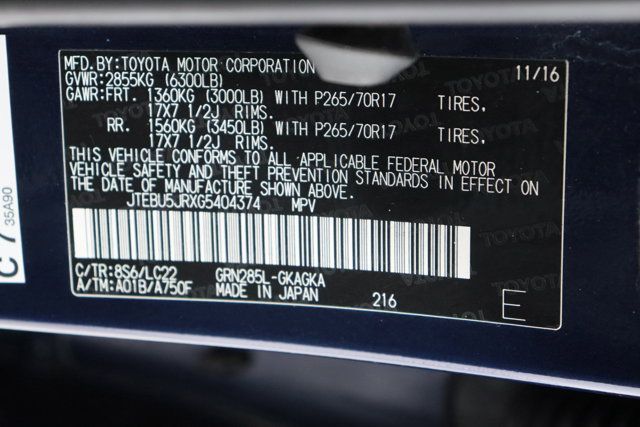 MFD.BY:TOYOTA MOTOR CORPORATION 11/16
GVWR:2855KG (6300LB)
GAWR:FRT. 1360KG (3000LB) WITH P265/70R17 TIRES.
17X7 1/2J RIMS.
RR. 1560KG (3450LB) WITH P265/70R17 TIRES.
17X7 1/2J RIMS.
THIS VEHICLE CONFORMS TO ALL APPLICABLE FEDERAL MOTOR
VEHICLE SAFETY AND THEFT PREVENTION STANDARDS IN EFFECT ON
THE DATE OF MANUFACTURE SHOWN ABOVE.
JTEBU5JRXG5404374 MPV
C/TR:8S6/LC22 GRN285L-GKAGKA
A/TM:A01B/A750F MADE IN JAPAN 216
E
C 7
35A90